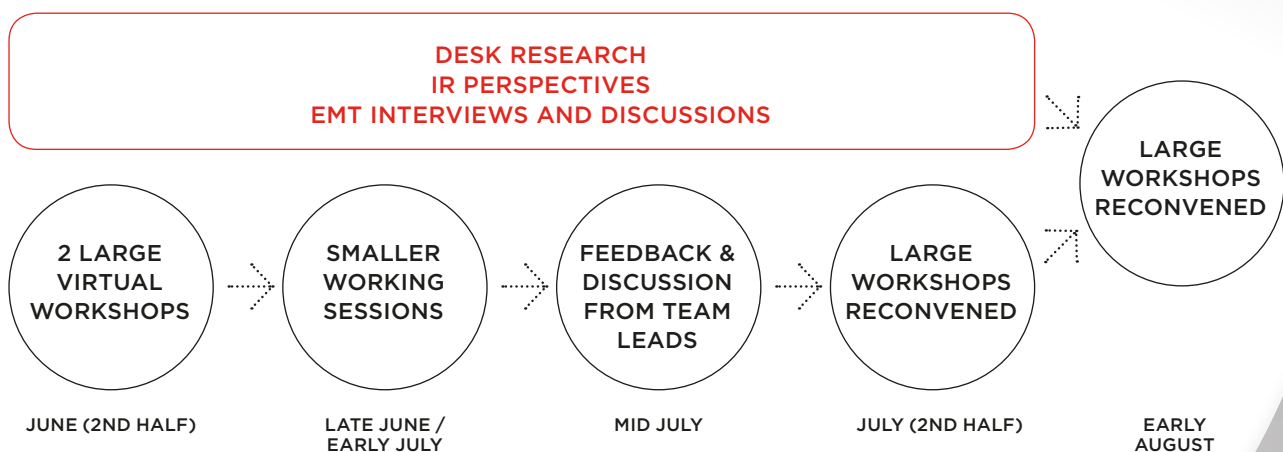 DESK RESEARCH
IR PERSPECTIVES
EMT INTERVIEWS AND DISCUSSIONS
2 LARGE
VIRTUAL
WORKSHOPS
SMALLER
WORKING
SESSIONS
FEEDBACK &
DISCUSSION
FROM TEAM
LEADS
LARGE
WORKSHOPS
RECONVENED
LARGE
WORKSHOPS
RECONVENED
JUNE (2ND HALF)
LATE JUNE /
EARLY JULY
MID JULY
JULY (2ND HALF)
EARLY
AUGUST